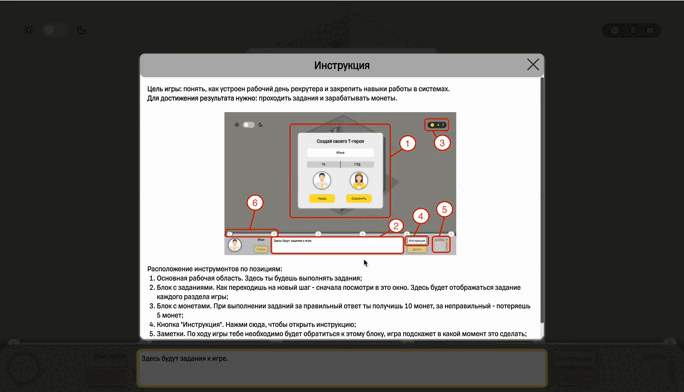 Инструкция
Цель игры: понять, как устроен рабочий день рекрутера и закрепить навыки работы в системах.
Для достижения результата нужно: проходить задания и зарабатывать монеты.
Создай своего Т-героя
1
3
6
2
4
5
Здесь будут задания к игре
Инструкция
Расположение инструментов по позициям:
1. Основная рабочая область. Здесь ты будешь выполнять задания;
2. Блок с заданиями. Как переходишь на новый шаг - сначала посмотри в это окно. Здесь будет отображаться задание
каждого раздела игры;
3. Блок с монетами. При выполнении заданий за правильный ответ ты получишь 10 монет, за неправильный - потеряешь
5 монет;
4. Кнопка "Инструкция". Нажми сюда, чтобы открыть инструкцию;
5. Заметки. По ходу игры тебе необходимо будет обратиться к этому блоку, игра подскажет в какой момент это сделать;
Здесь будут задания к игре.